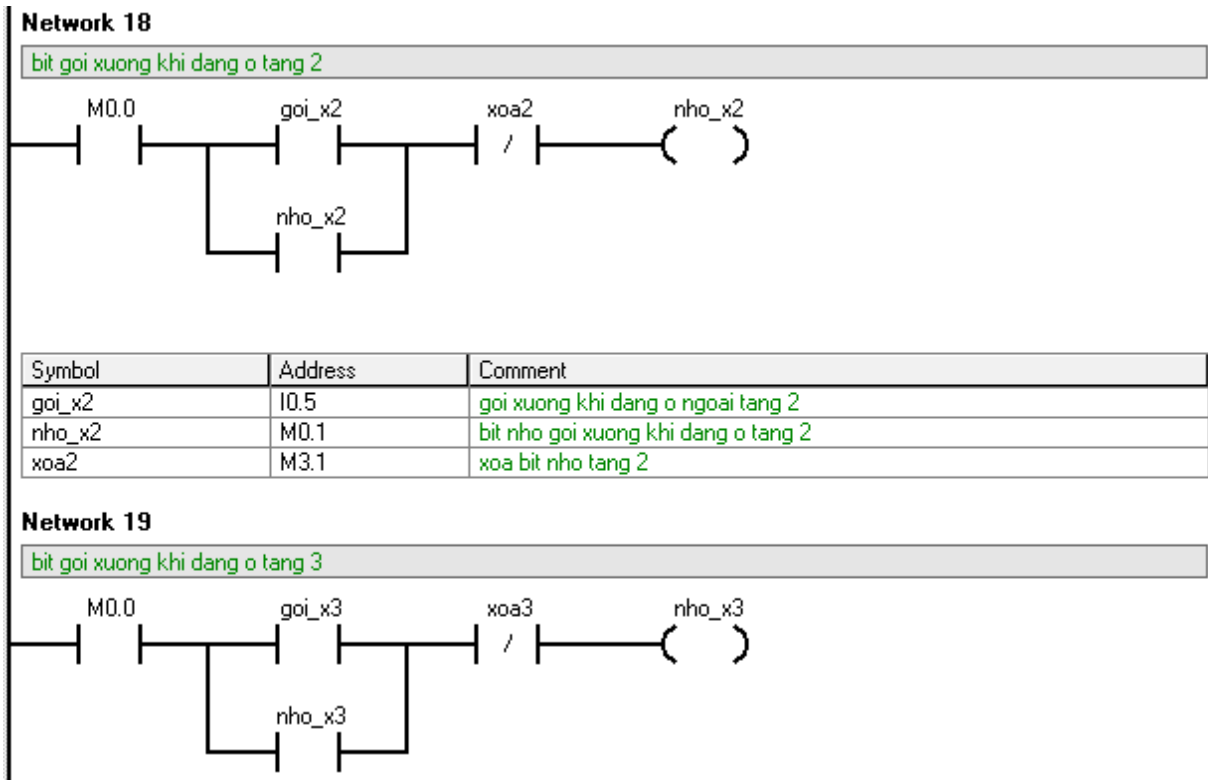 Network 18
bit goi xuong khi dang o tang 2
M0.0 goi_x2 xoa2 nho_x2
/
nho_x2
Symbol Address Comment
goi_x2 I0.5 goi xuong khi dang o ngoai tang 2
nho_x2 M0.1 bit nho goi xuong khi dang o tang 2
xoa2 M3.1 xoa bit nho tang 2
Network 19
bit goi xuong khi dang o tang 3
M0.0 goi_x3 xoa3 nho_x3
/
nho_x3